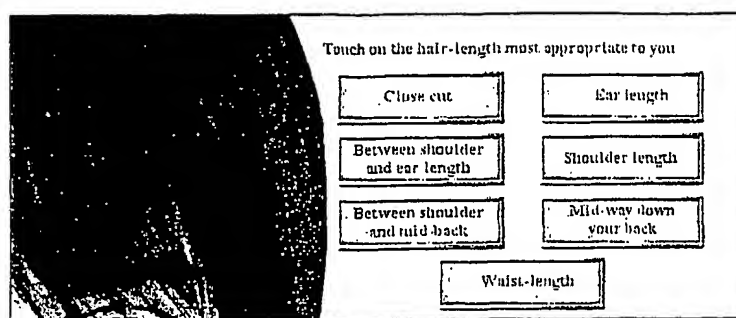 Touch on the hair-length most appropriate to you
Close cut
Ear length
Between shoulder
and ear length
Shoulder length
Between shoulder
and mid-back
Mid-way down
your back
Waist-length